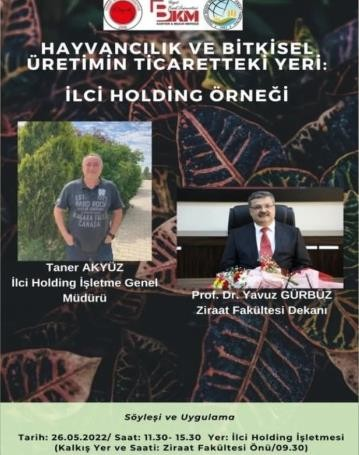 BKM
HAYVANCILIK VE BİTKİSEL
ÜRETİMİN TİCARETTEKİ YERİ:
İLCİ HOLDİNG ÖRNEĞİ
Taner AKYÜZ
İlci Holding İşletme Genel
Müdürü
Prof. Dr. Yavuz GÜRBÜZ
Ziraat Fakültesi Dekanı
Söyleşi ve Uygulama
Tarih: 26.05.2022/ Saat: 11.30- 15.30 Yer: İlci Holding İşletmesi
(Kalkış Yer ve Saati: Ziraat Fakültesi Önü/09.30)